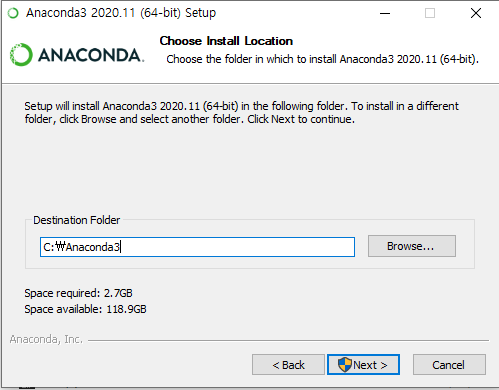 Anaconda3 2020.11 (64-bit) Setup
ANACONDA.
Choose Install Location
Choose the folder in which to install Anaconda3 2020.11 (64-bit).
Setup will install Anaconda3 2020.11 (64-bit) in the following folder. To install in a different
folder, click Browse and select another folder. Click Next to continue.
Destination Folder
C:₩Anaconda3
Browse...
Space required: 2.7GB
Space available: 118.9GB
Anaconda, Inc.
< Back
Next >
Cancel